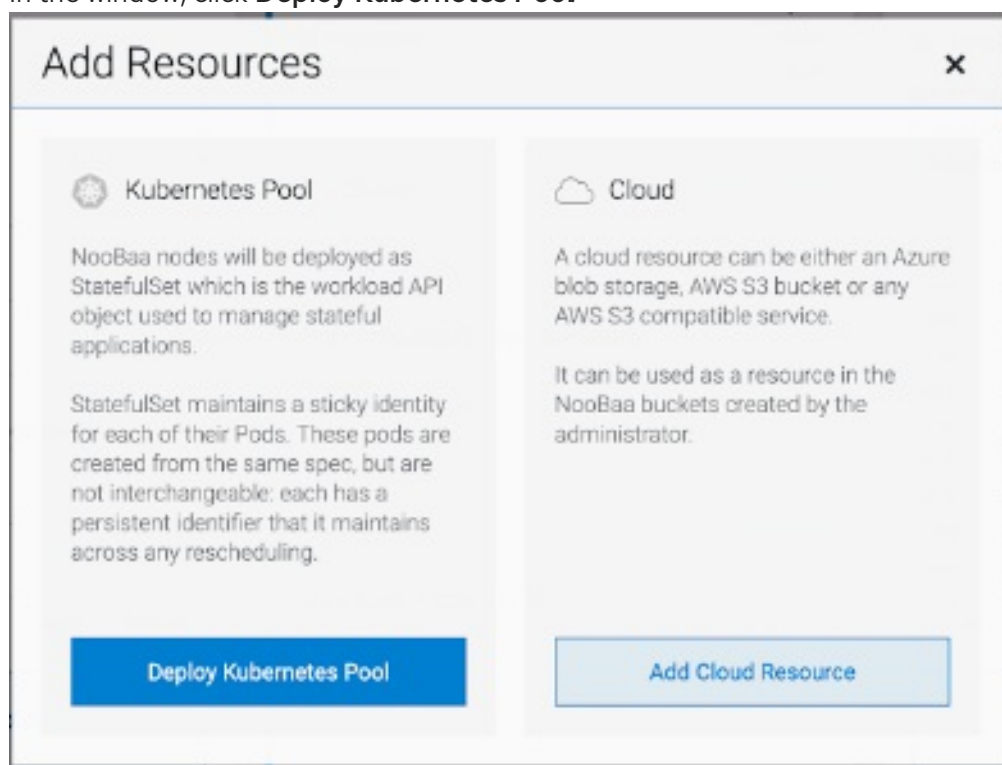 in the window, click Deploy Kubernetes Pool
Add Resources
Kubernetes Pool
NooBaa nodes will be deployed as
StatefulSet which is the workload API
object used to manage stateful
applications.
StatefulSet maintains a sticky identity
for each of their Pods. These pods are
created from the same spec, but are
not interchangeable: each has a
persistent identifier that it maintains
across any rescheduling.
Deploy Kubernetes Pool
Cloud
A cloud resource can be either an Azure
blob storage, AWS S3 bucket or any
AWS S3 compatible service.
It can be used as a resource in the
NooBaa buckets created by the
administrator.
Add Cloud Resource